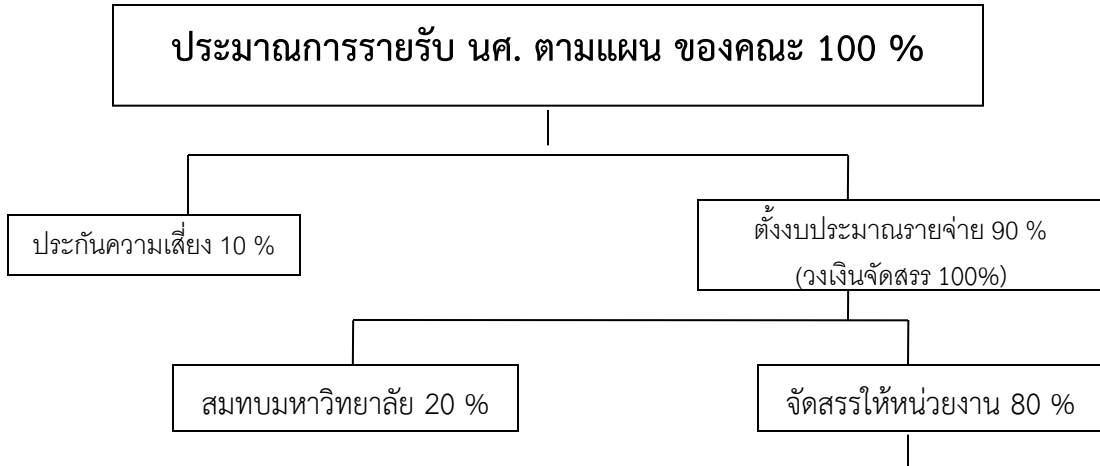 ประมาณการรายรับ นศ. ตามแผน ของคณะ 100 %
ประกันความเสี่ยง 10 %
ตั้งงบประมาณรายจ่าย 90 %
(วงเงินจัดสรร 100%)
สมทบมหาวิทยาลัย 20 %
จัดสรรให้หน่วยงาน 80 %